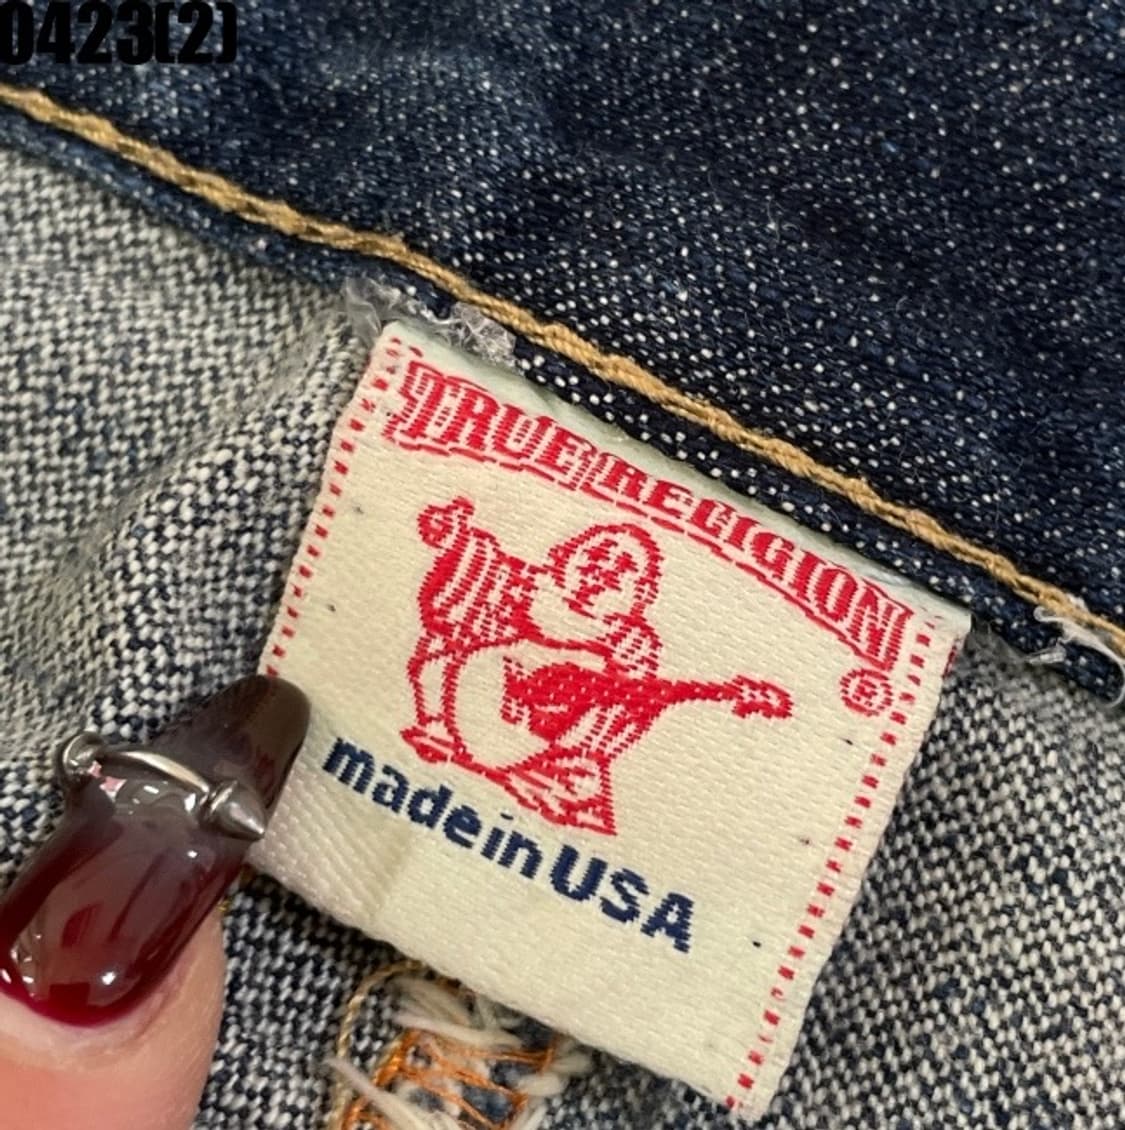 0423(2)
TRUE RELIGION
®
made in USA